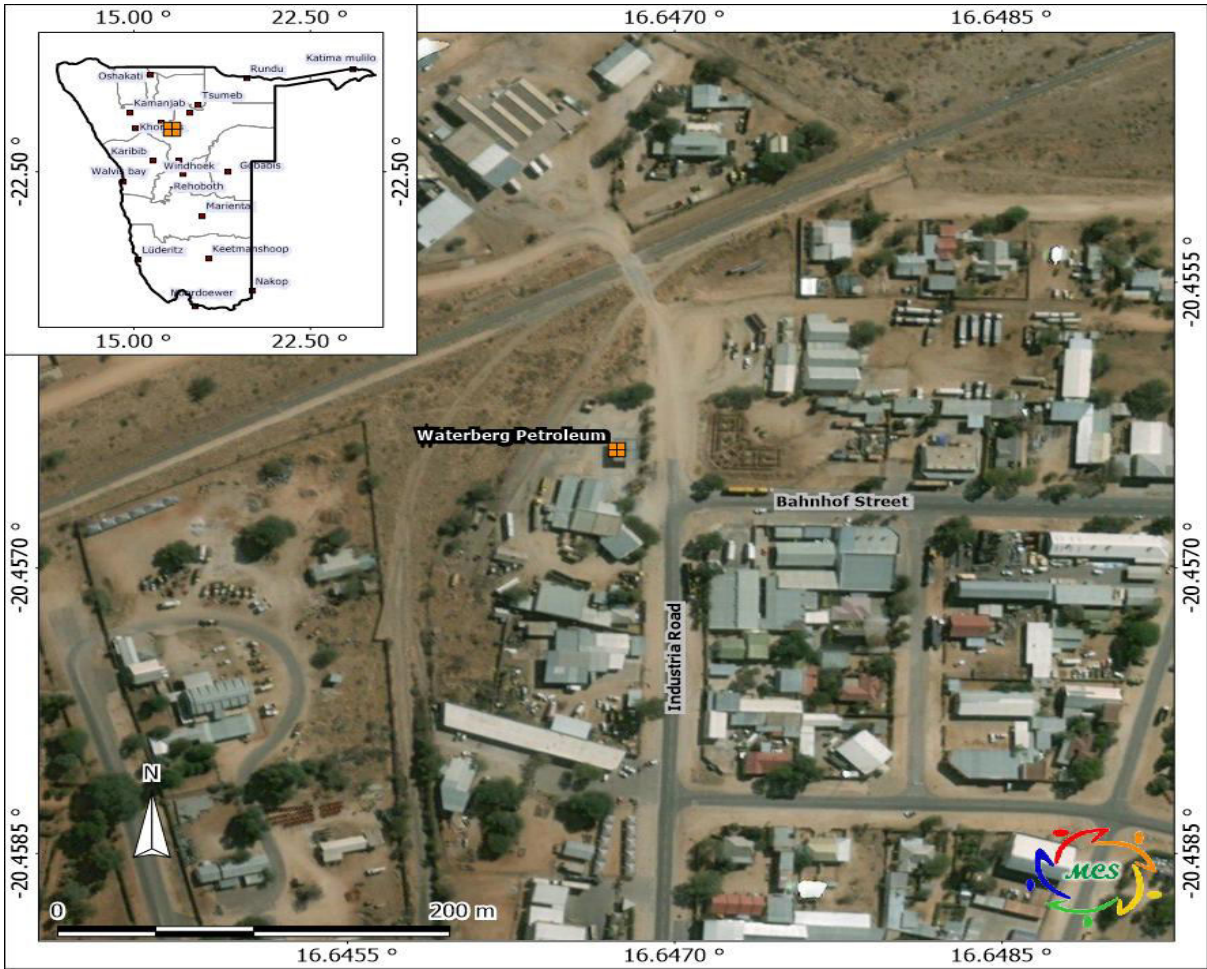 15.00 °
22.50 °
16.6470 °
16.6485 °
Katima mulilo
Oshakati
Rundu
Kamanjab
Tsumeb
-22.50 °
Karibib
Windhoek
Gobabis
-22.50 °
Walvis bay
Rehoboth
Mariental
Lüderitz
Keetmanshoop
Nakop
15.00 °
22.50 °
-20.4555 °
Waterberg Petroleum
Bahnhof Street
-20.4570 °
-20.4570 °
Industria Road
N
-20.4585 °
-20.4585 °
MCS
0
200 m
16.6455 °
16.6470 °
16.6485 °